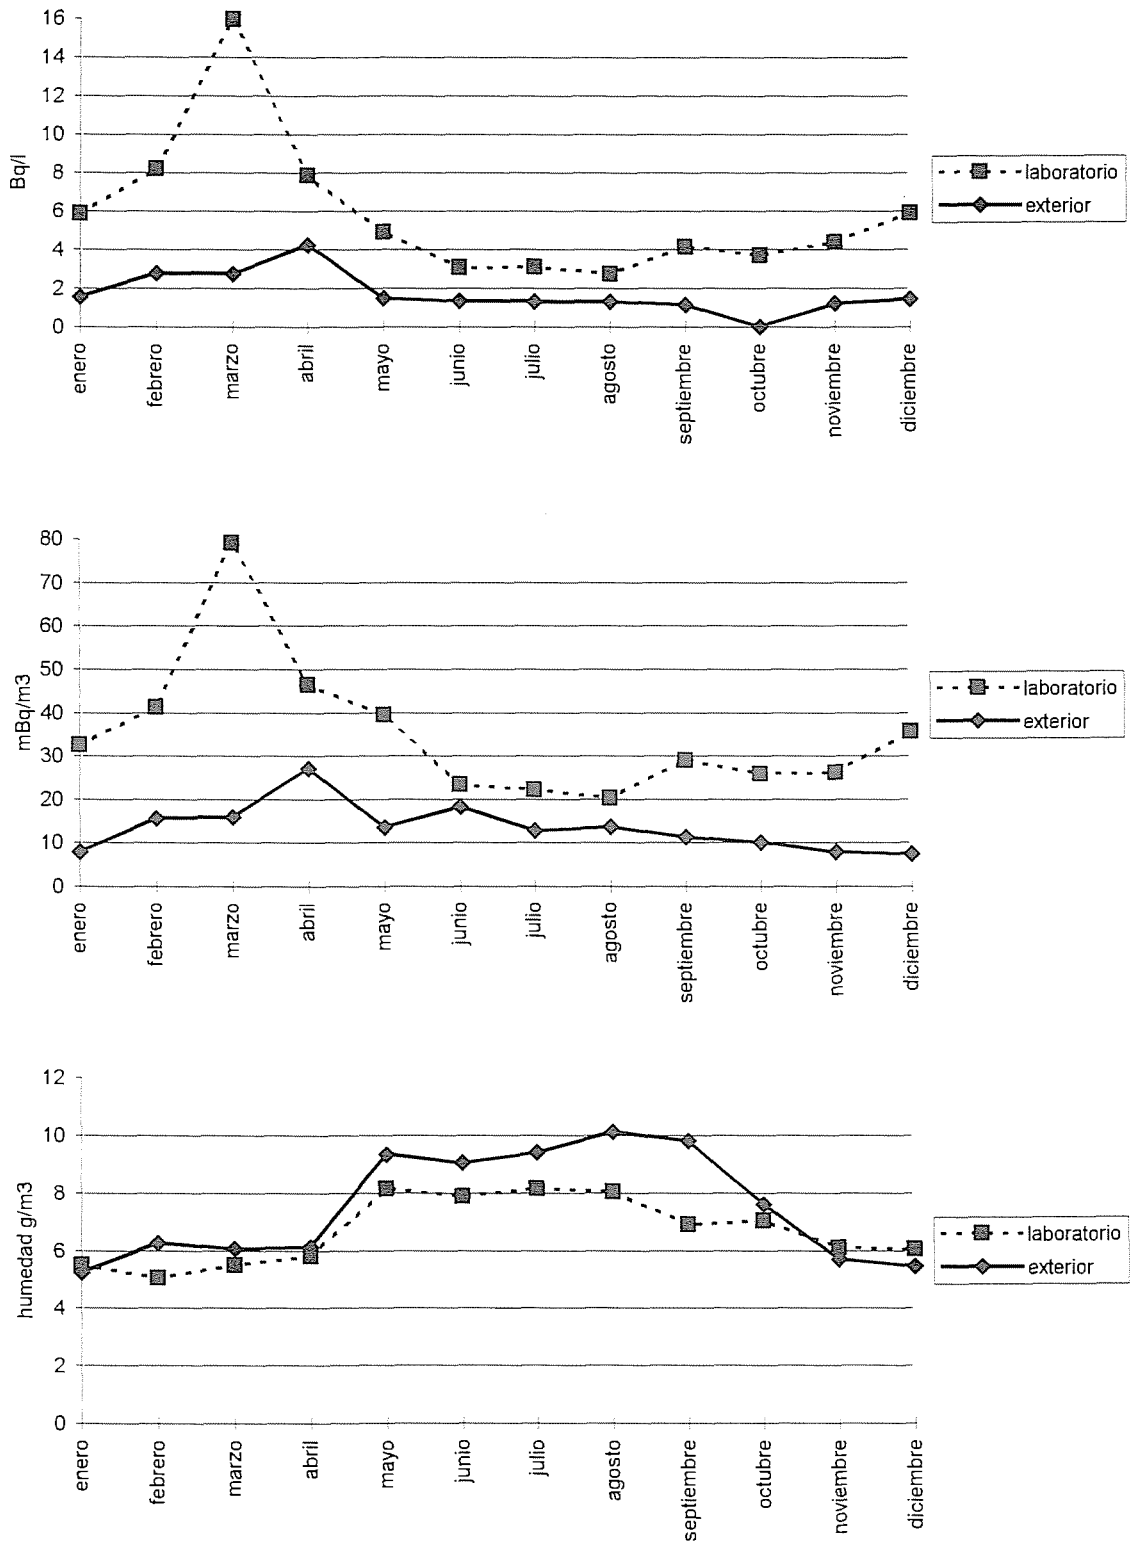 16
14
12
10
8
6
4
2
0
Bq/l
enero
febrero
marzo
abril
mayo
junio
julio
agosto
septiembre
octubre
noviembre
diciembre
laboratorio
exterior
80
70
60
50
40
30
20
10
0
mBq/m3
enero
febrero
marzo
abril
mayo
junio
julio
agosto
septiembre
octubre
noviembre
diciembre
laboratorio
exterior
12
10
8
6
4
2
0
humedad g/m3
enero
febrero
marzo
abril
mayo
junio
julio
agosto
septiembre
octubre
noviembre
diciembre
laboratorio
exterior